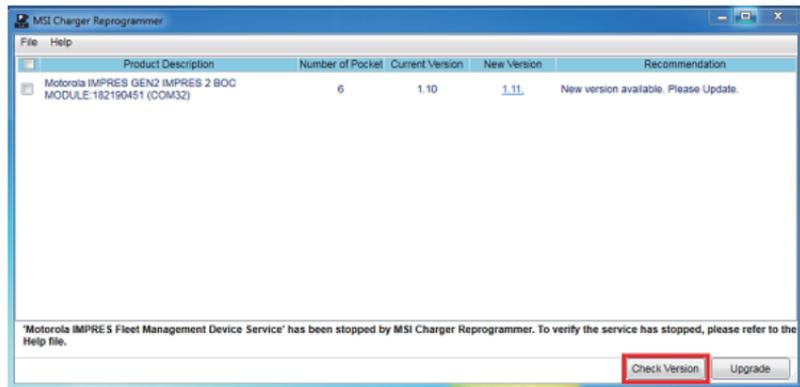 MSI Charger Reprogrammer
File Help
Product Description Number of Pocket Current Version New Version Recommendation
Motorola IMPRES GEN2 IMPRES 2 BOC 6 1.10 1.11. New version available. Please Update.
MODULE:182190451 (COM32)
'Motorola IMPRES Fleet Management Device Service' has been stopped by MSI Charger Reprogrammer. To verify the service has stopped, please refer to the
Help file.
Check Version Upgrade